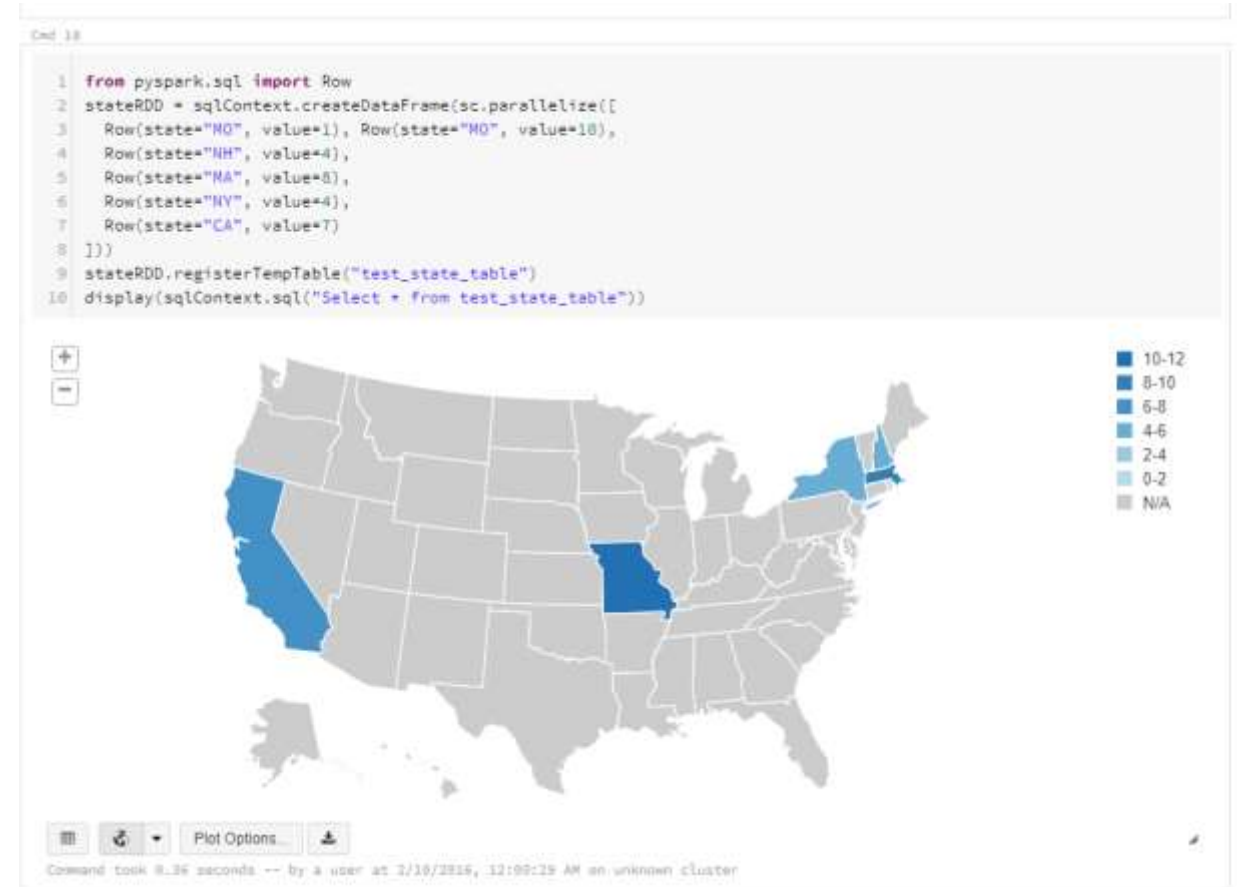 Cmd 18
1 from pyspark.sql import Row
2 stateRDD = sqlContext.createDataFrame(sc.parallelize([
3 Row(state="MO", value=1), Row(state="MO", value=10),
4 Row(state="NH", value=4),
5 Row(state="MA", value=8),
6 Row(state="NY", value=4),
7 Row(state="CA", value=7)
8 ]))
9 stateRDD.registerTempTable("test_state_table")
10 display(sqlContext.sql("Select * from test_state_table"))
+
−
10-12
8-10
6-8
4-6
2-4
0-2
N/A
Plot Options...
Command took 0.36 seconds -- by a user at 2/10/2016, 12:00:29 AM on unknown cluster